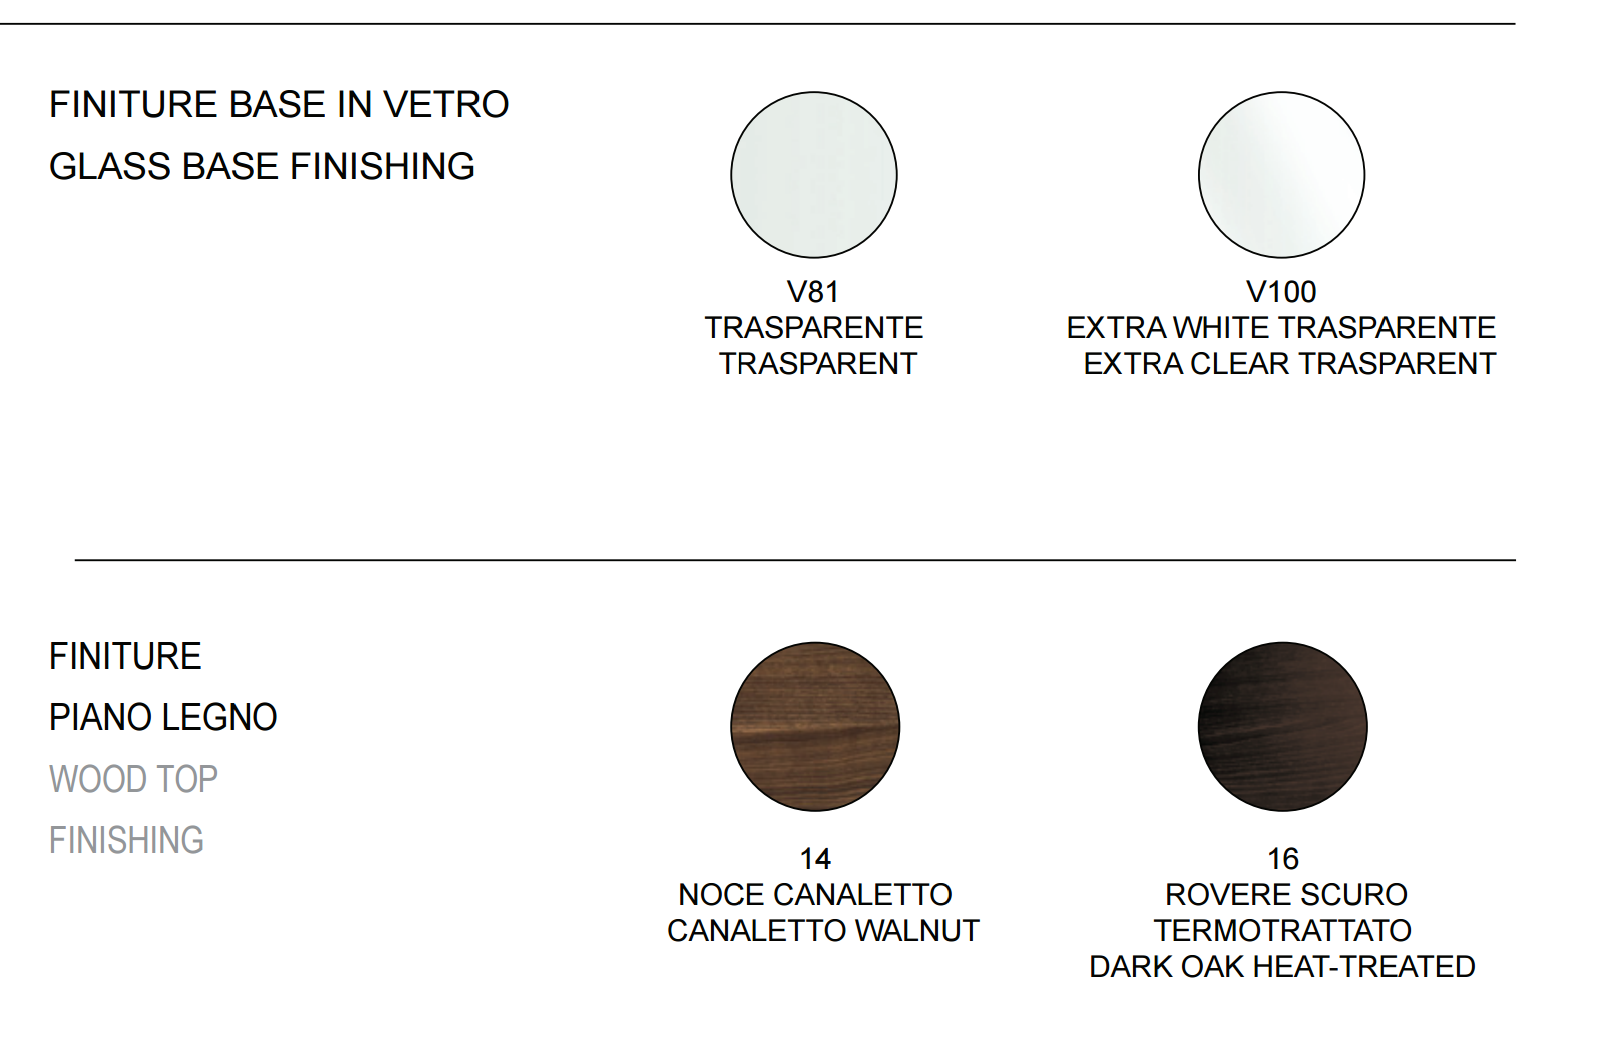 FINITURE BASE IN VETRO
GLASS BASE FINISHING
V81
TRASPARENTE
TRASPARENT
V100
EXTRA WHITE TRASPARENTE
EXTRA CLEAR TRASPARENT
FINITURE
PIANO LEGNO
WOOD TOP
FINISHING
14
NOCE CANALETTO
CANALETTO WALNUT
16
ROVERE SCURO
TERMOTRATTATO
DARK OAK HEAT-TREATED